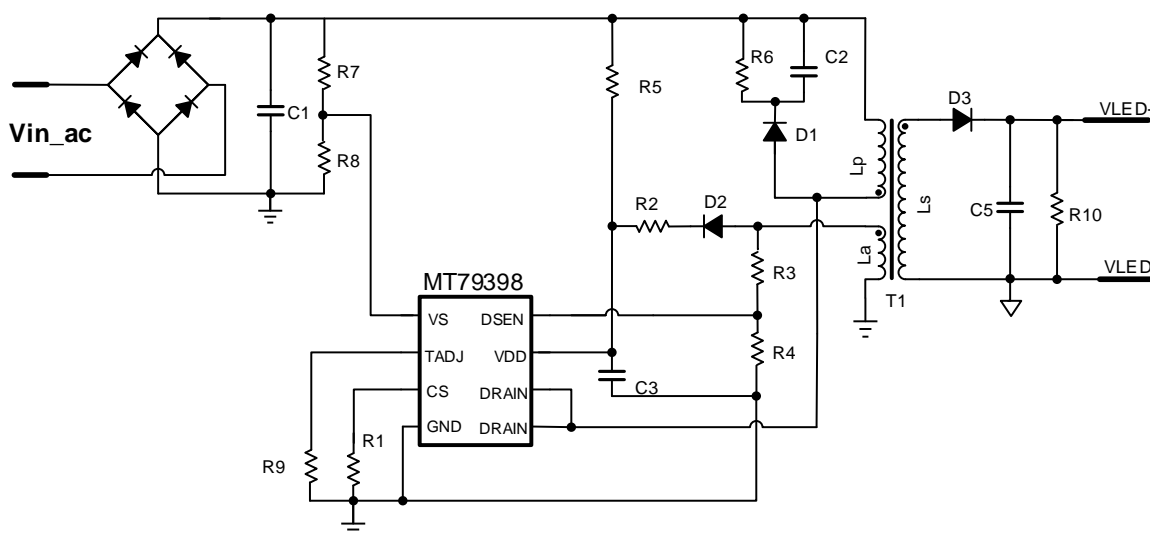 R7
R6
C2
R5
C1
D3
VLED+
Vin_ac
D1
R8
Lp
Ls
C5
R10
R2
D2
La
R3
VLED-
MT79398
T1
VS
DSEN
TADJ
VDD
R4
CS
DRAIN
C3
GND
DRAIN
R1
R9